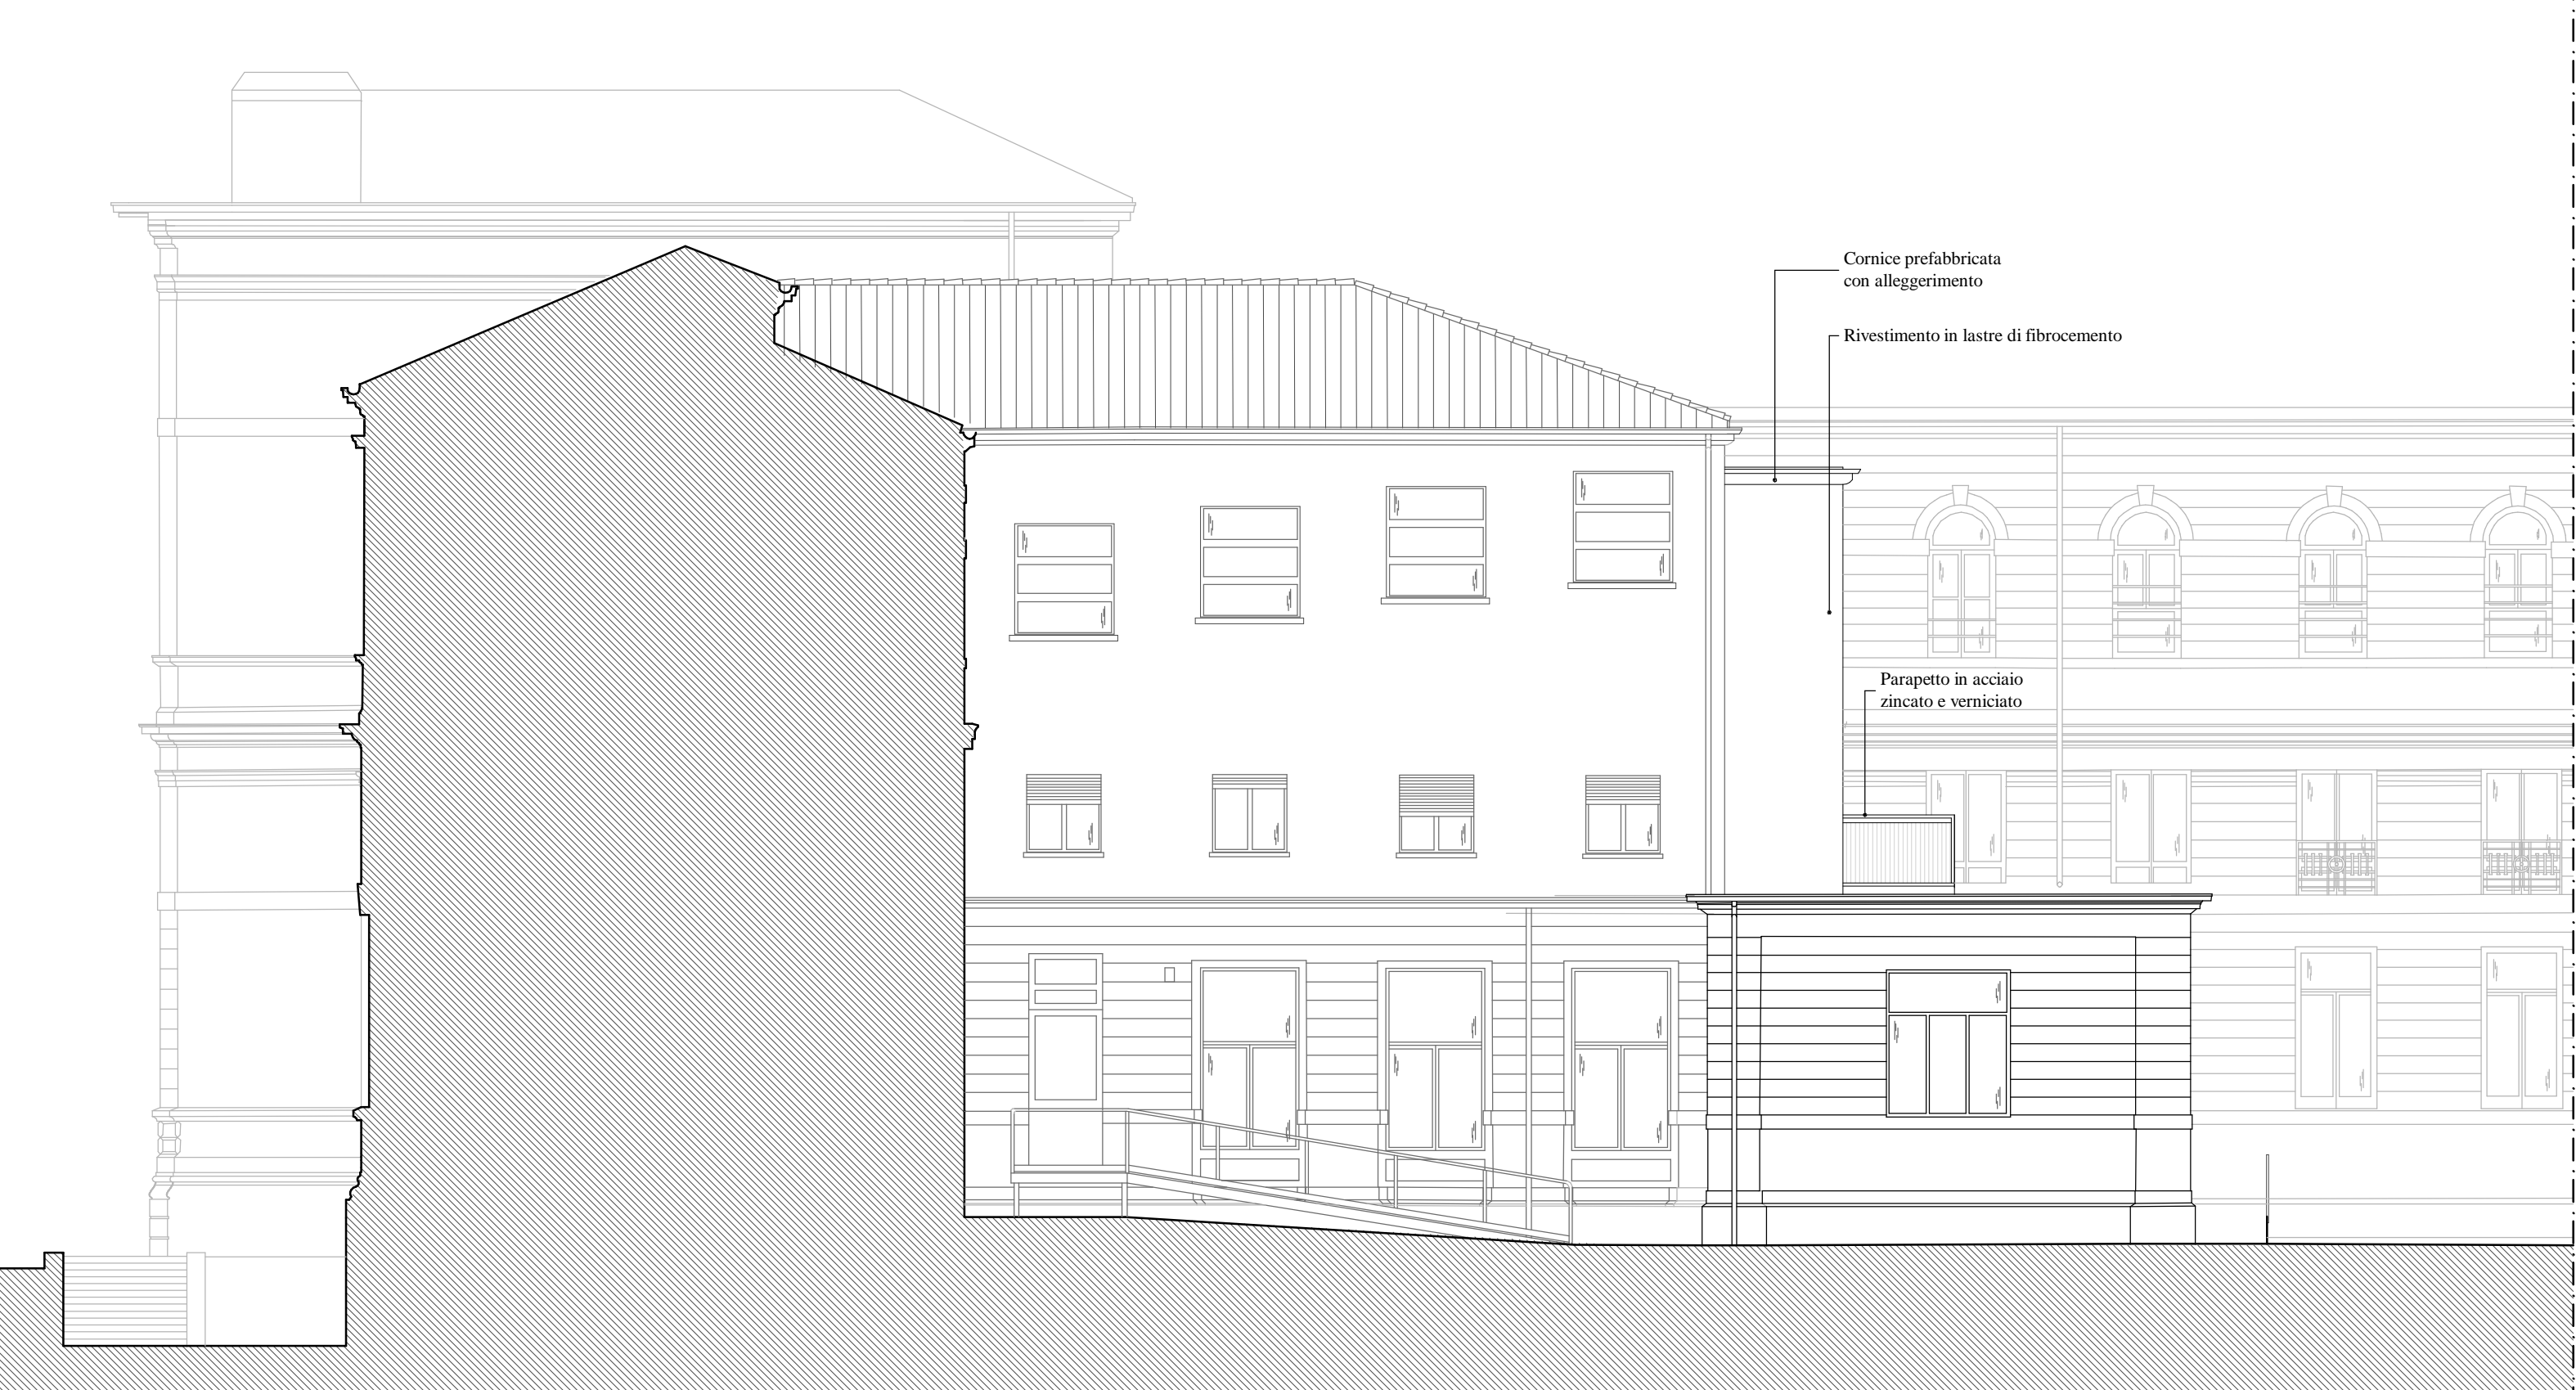 Cornice prefabbricata
con alleggerimento
Rivestimento in lastre di fibrocemento
Parapetto in acciaio
zincato e verniciato